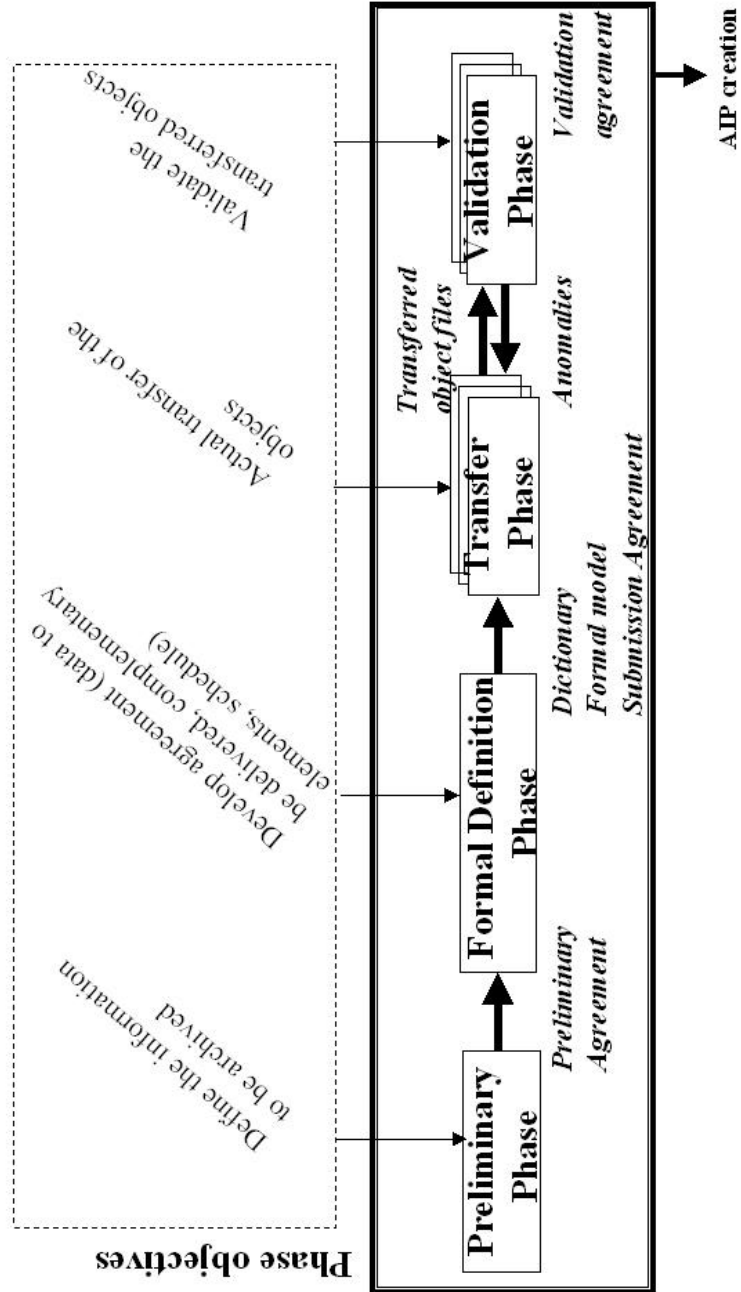 Phase objectives
Define the information
to be archived
Develop agreement (data to
be delivered, complementary
elements, schedule)
Actual transfer of the
objects
Validate the
transferred objects
Preliminary
Phase
Preliminary
Agreement
Formal Definition
Phase
Dictionary
Formal model
Submission Agreement
Transfer
Phase
Transferred
object files
Anomalies
Validation
Phase
Validation
agreement
AIP creation